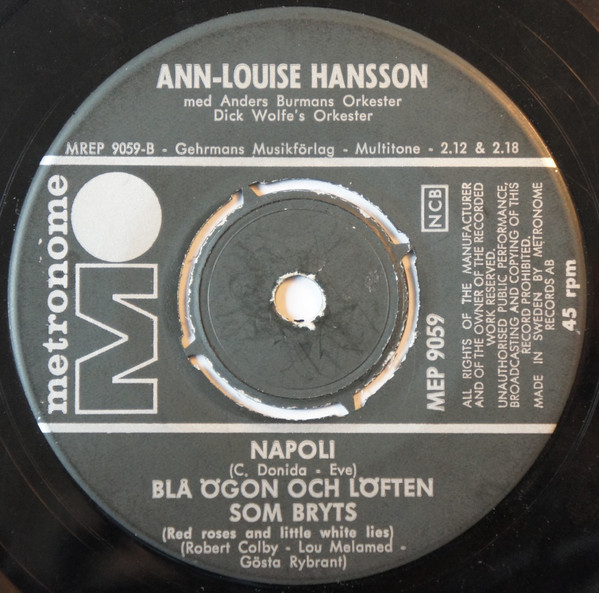 ANN-LOUISE HANSSON
med Anders Burmans Orkester
Dick Wolfe's Orkester
MREP 9059-B - Gehrmans Musikförlag - Multitone - 2.12 & 2.18
metronome
MO
NCB
MEP 9059
ALL RIGHTS OF THE MANUFACTURER
AND OF THE OWNER OF THE RECORDED
WORK RESERVED.
UNAUTHORISED PUBLIC PERFORMANCE,
BROADCASTING AND COPYING OF THIS
RECORD PROHIBITED.
MADE IN SWEDEN BY METRONOME
RECORDS AB
45 rpm
NAPOLI
(C. Donida - Eve)
BLÅ ÖGON OCH LÖFTEN
SOM BRYTS
(Red roses and little white lies)
(Robert Colby - Lou Melamed -
Gösta Rybrant)